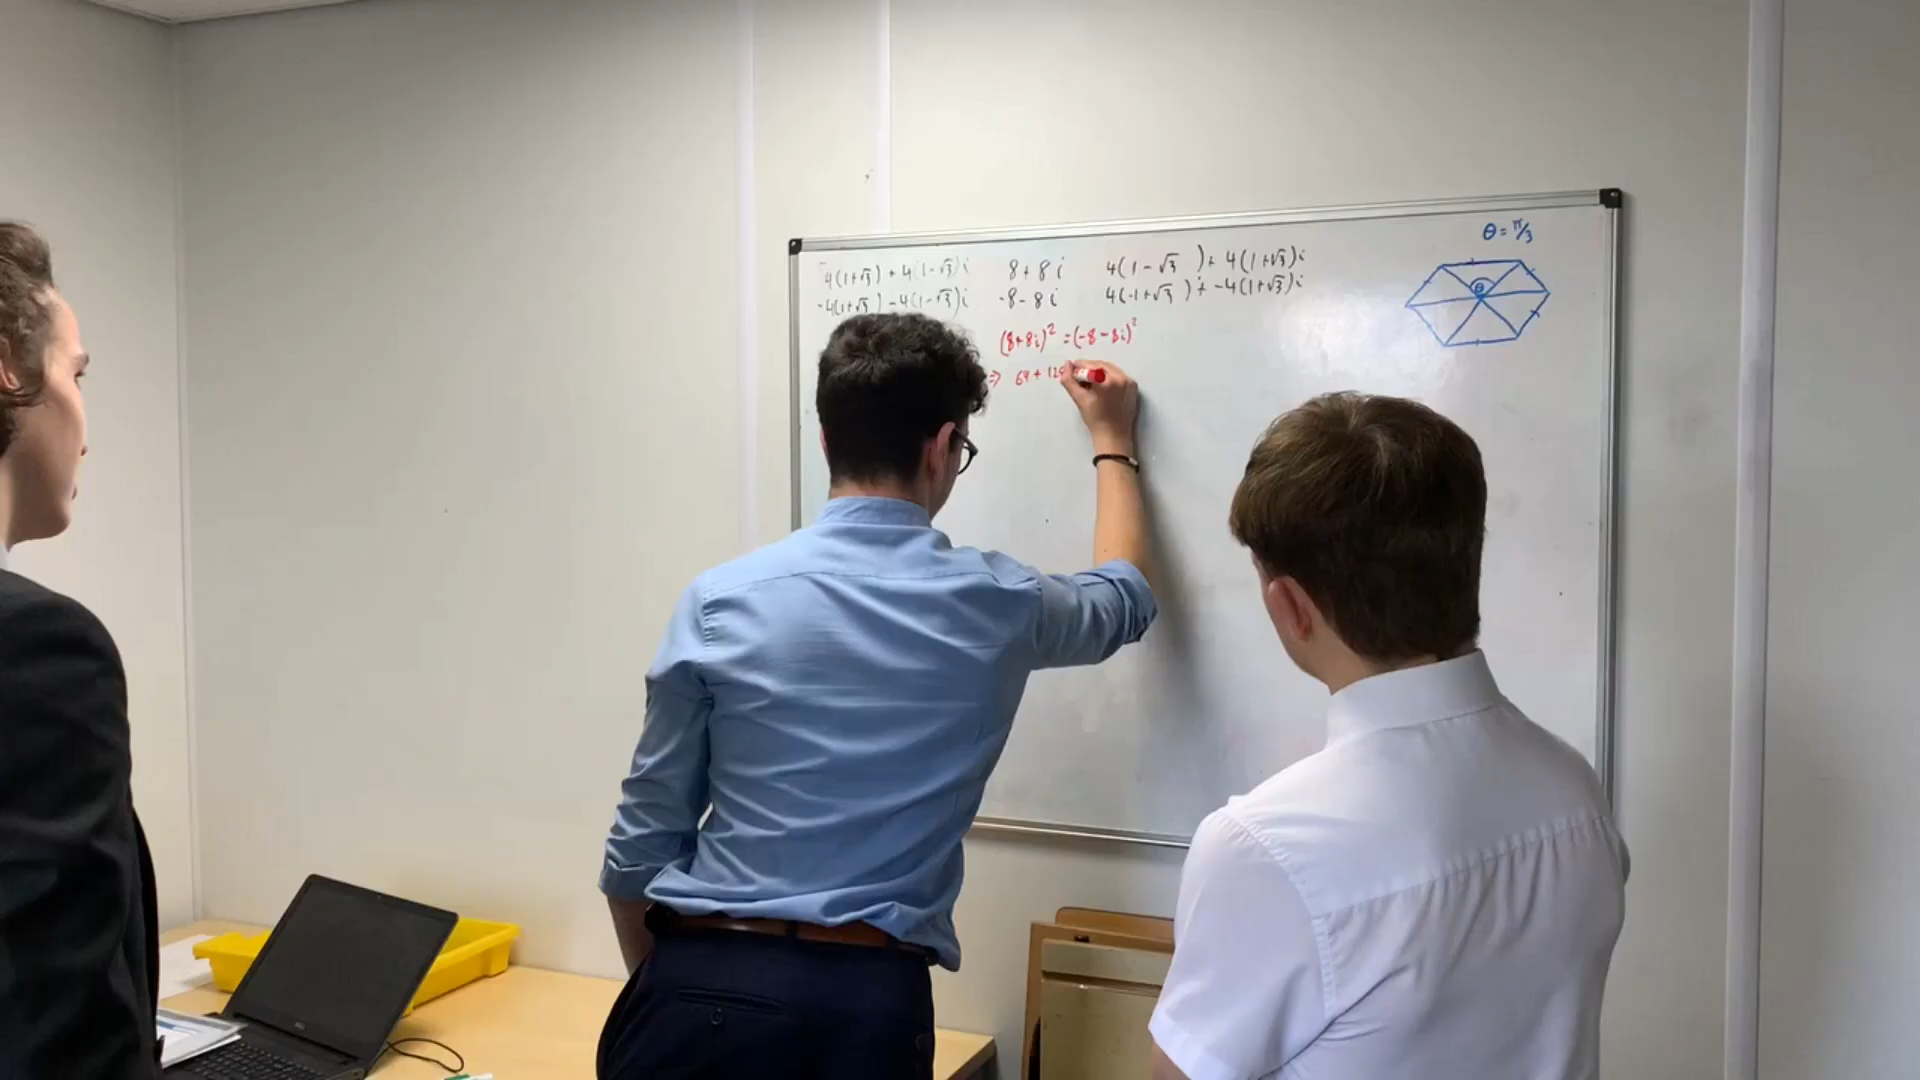 4(1+√3) + 4(1-√3)i    8 + 8i    4(1-√3) + 4(1+√3)i
-4(1+√3) - 4(1-√3)i    -8 - 8i    4(-1+√3) + -4(1+√3)i
(8+8i)² = (-8-8i)²
⇒ 64 + 128
θ = π/3
θ